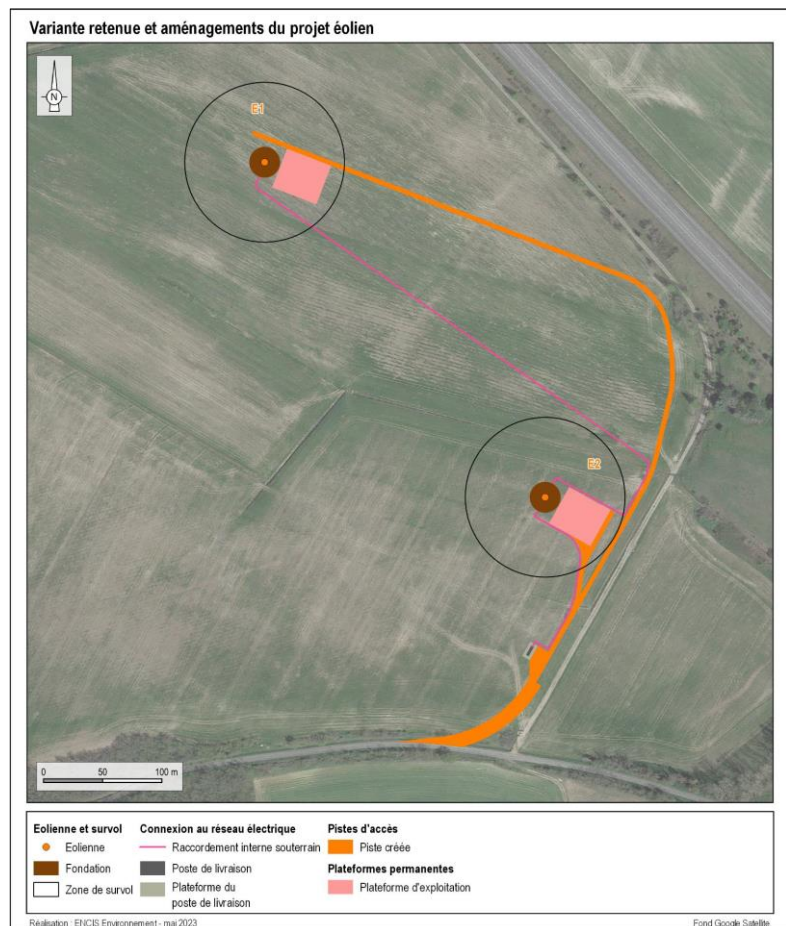 Variante retenue et aménagements du projet éolien
N
E1
E2
0 50 100 m
Eolienne et survol
Eolienne
Fondation
Zone de survol
Connexion au réseau électrique
Raccordement interne souterrain
Poste de livraison
Plateforme du
poste de livraison
Pistes d'accès
Piste créée
Plateformes permanentes
Plateforme d'exploitation
Réalisation : ENCIS Environnement - mai 2023
Fond Google Satellite